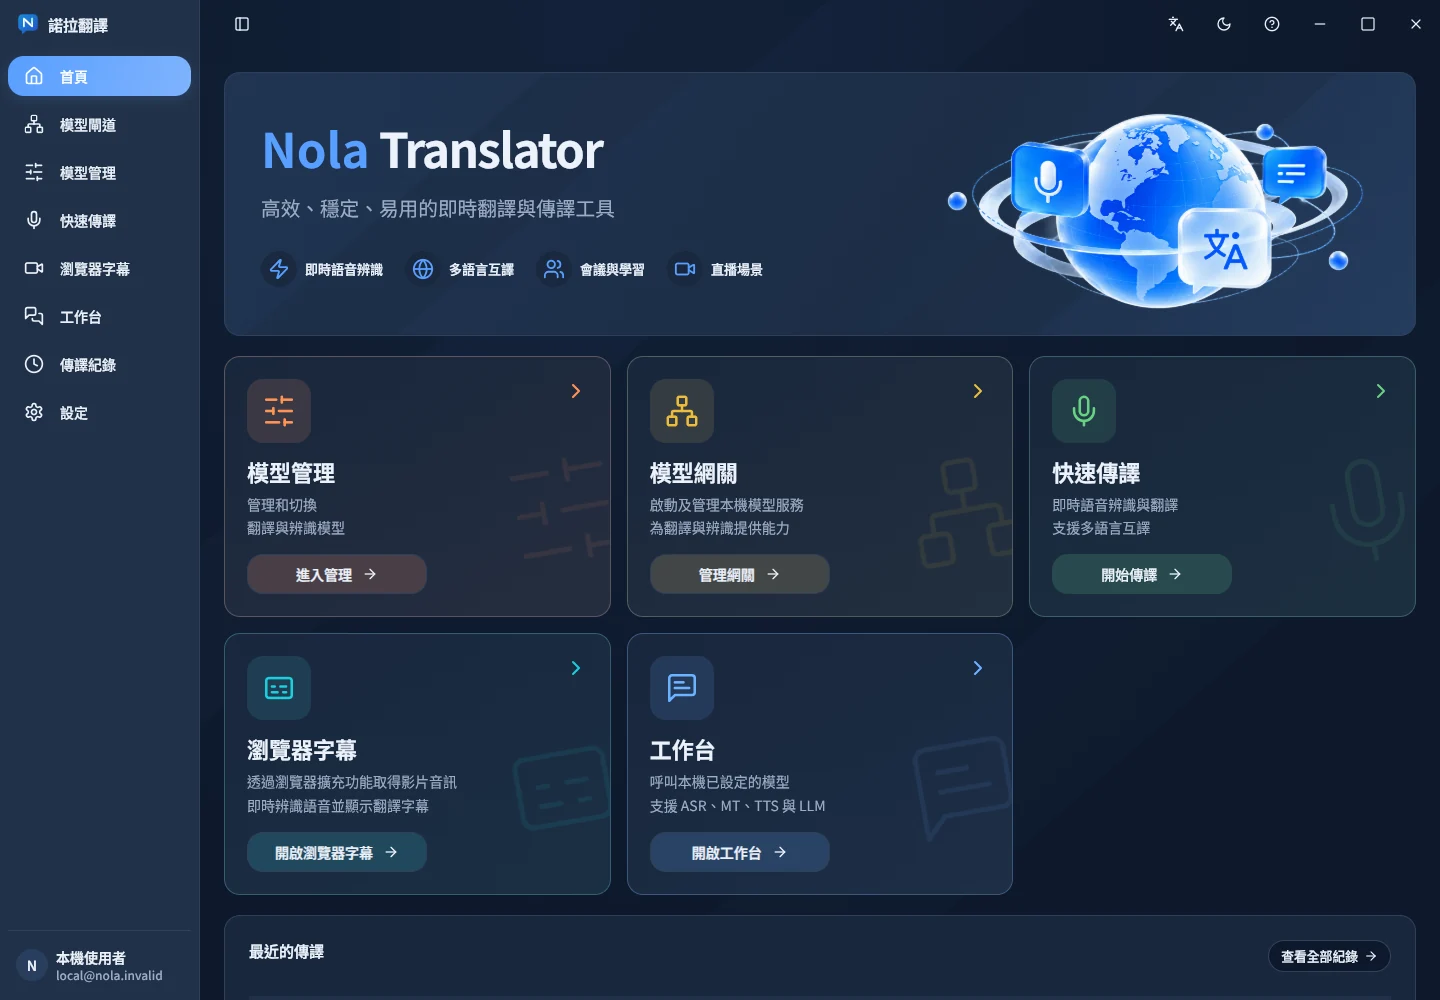 諾拉翻譯
首頁
模型閘道
模型管理
快速傳譯
瀏覽器字幕
工作台
傳譯紀錄
設定
N
本機使用者
local@nola.invalid
Nola Translator
高效、穩定、易用的即時翻譯與傳譯工具
即時語音辨識
多語言互譯
會議與學習
直播場景
文A
模型管理
管理和切換
翻譯與辨識模型
進入管理
模型網關
啟動及管理本機模型服務
為翻譯與辨識提供能力
管理網關
快速傳譯
即時語音辨識與翻譯
支援多語言互譯
開始傳譯
瀏覽器字幕
透過瀏覽器擴充功能取得影片音訊
即時辨識語音並顯示翻譯字幕
開啟瀏覽器字幕
工作台
呼叫本機已設定的模型
支援 ASR、MT、TTS 與 LLM
開啟工作台
最近的傳譯
查看全部紀錄